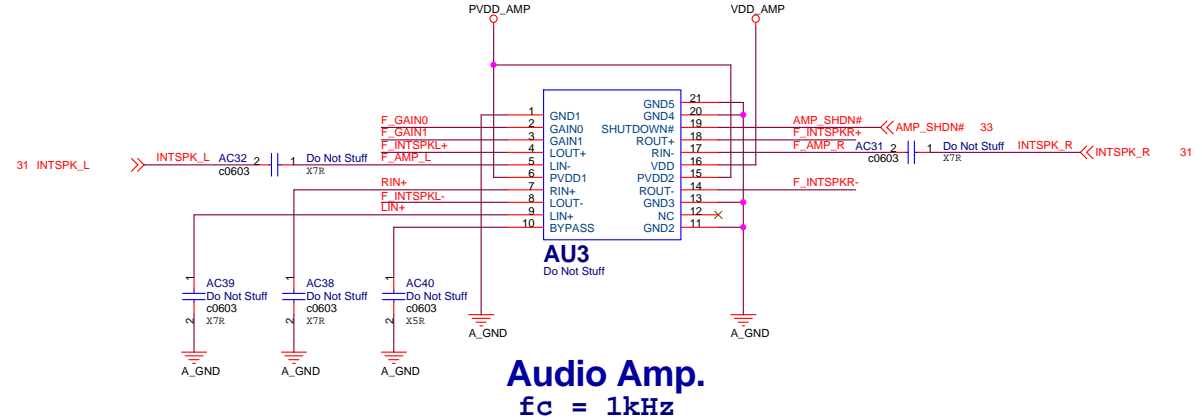 PVDD_AMP
VDD_AMP
1 GND1
2 GAIN0 F_GAIN0
3 GAIN1 F_GAIN1
4 LOUT+ F_INTSPKL+
5 LIN- F_AMP_L
6 PVDD1
7 RIN+ RIN+
8 LOUT- F_INTSPKL-
9 LIN+ LIN+
10 BYPASS
GND5 21
GND4 20
SHUTDOWN# 19 AMP_SHDN# AMP_SHDN# 33
ROUT+ 18 F_INTSPKR+
RIN- 17 F_AMP_R
VDD 16
PVDD2 15
ROUT- 14 F_INTSPKR-
GND3 13
NC 12
GND2 11
31 INTSPK_L INTSPK_L AC32 2 1 Do Not Stuff
c0603 X7R
AC31 2 1 Do Not Stuff INTSPK_R INTSPK_R 31
c0603 X7R
AU3
Do Not Stuff
1 AC39
Do Not Stuff
c0603
2 X7R
A_GND
1 AC38
Do Not Stuff
c0603
2 X7R
A_GND
1 AC40
Do Not Stuff
c0603
2 X5R
A_GND
A_GND
A_GND
Audio Amp.
fc = 1kHz